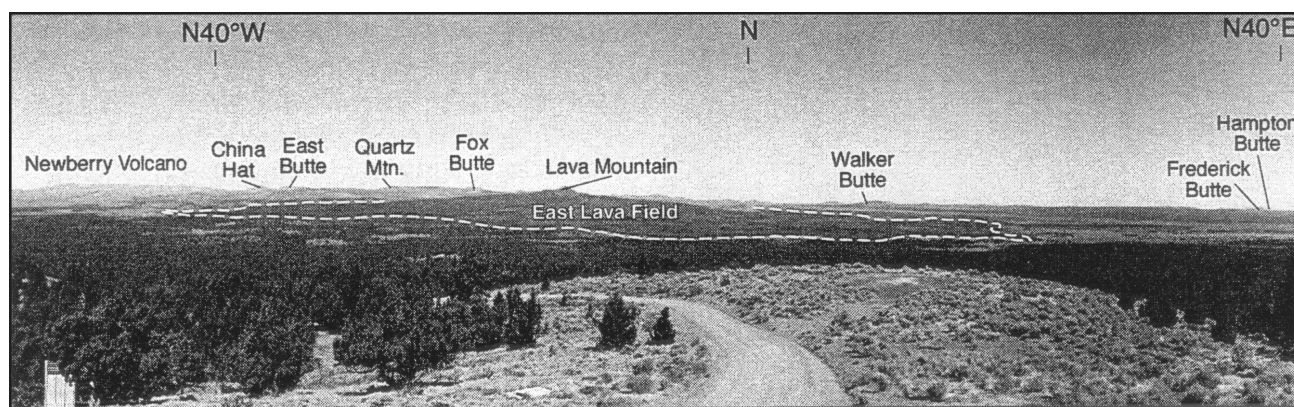 N40°W
N
N40°E
Newberry Volcano
China
Hat
East
Butte
Quartz
Mtn.
Fox
Butte
Lava Mountain
Walker
Butte
Frederick
Butte
Hampton
Butte
East Lava Field